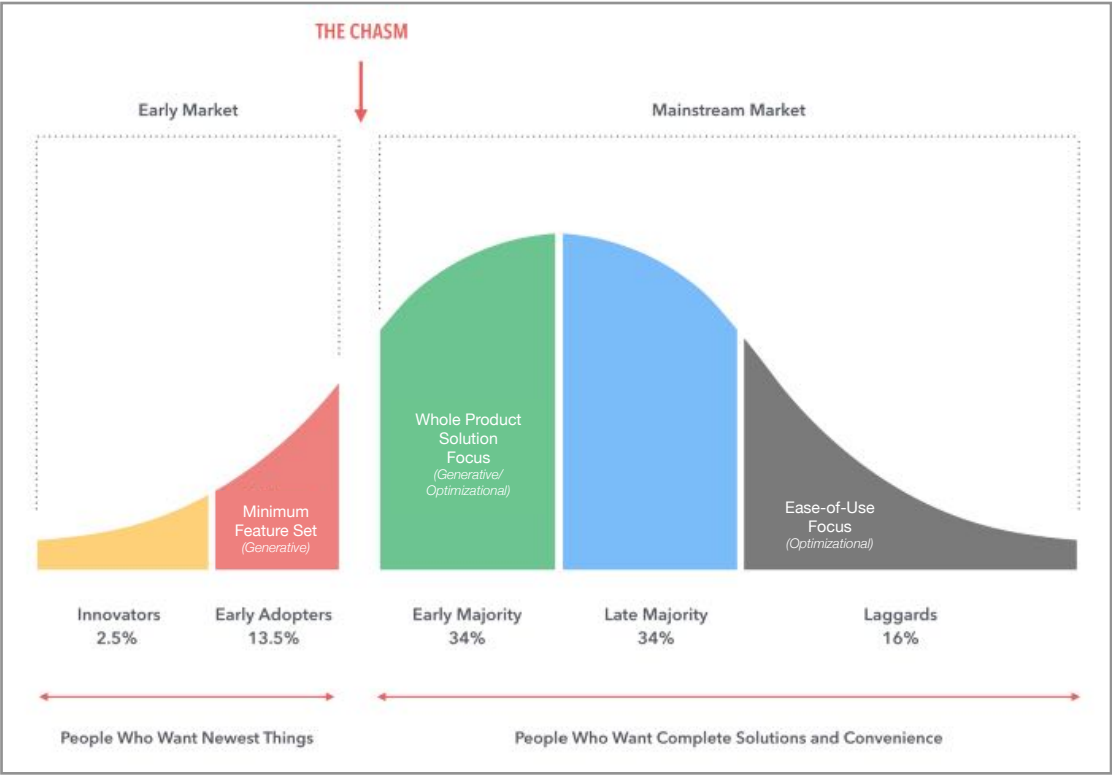 THE CHASM
Early Market
Mainstream Market
Whole Product
Solution
Focus
(Generative/
Optimizational)
Minimum
Feature Set
(Generative)
Ease-of-Use
Focus
(Optimizational)
Innovators
2.5%
Early Adopters
13.5%
Early Majority
34%
Late Majority
34%
Laggards
16%
People Who Want Newest Things
People Who Want Complete Solutions and Convenience